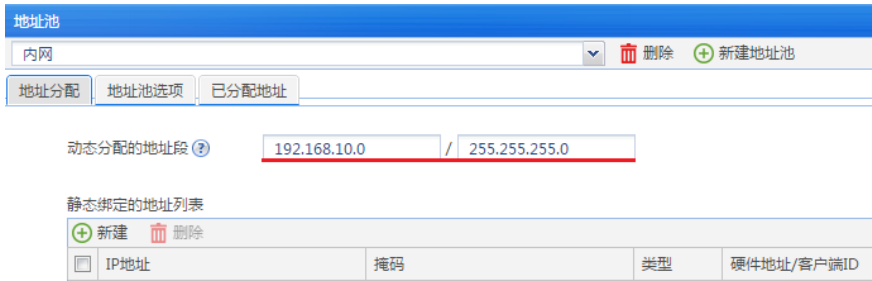 地址池
内网 删除 新建地址池
地址分配 地址池选项 已分配地址
动态分配的地址段 ? 192.168.10.0 / 255.255.255.0
静态绑定的地址列表
新建 删除
IP地址 掩码 类型 硬件地址/客户端ID